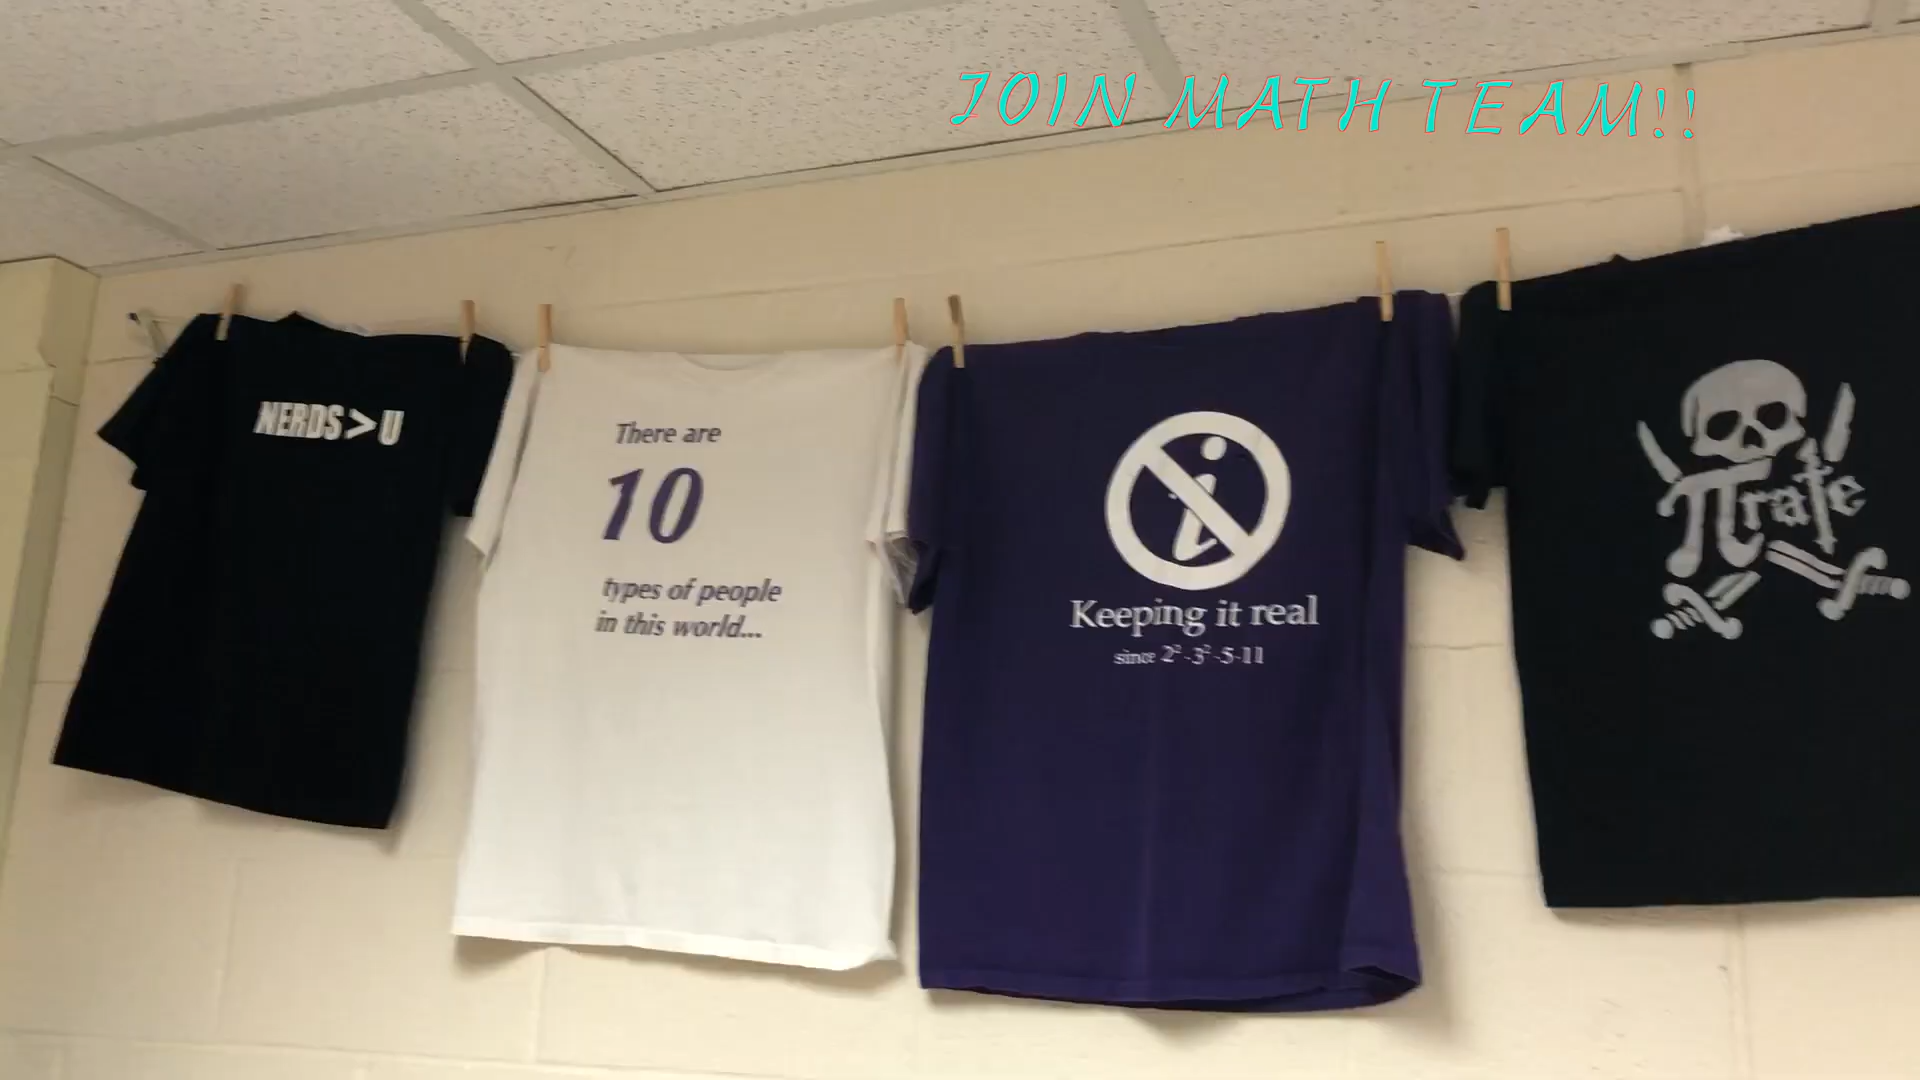 JOIN MATH TEAM!!
NERDS>U
There are
10
types of people
in this world...
i
Keeping it real
since 2²·3²·5·11
πrate